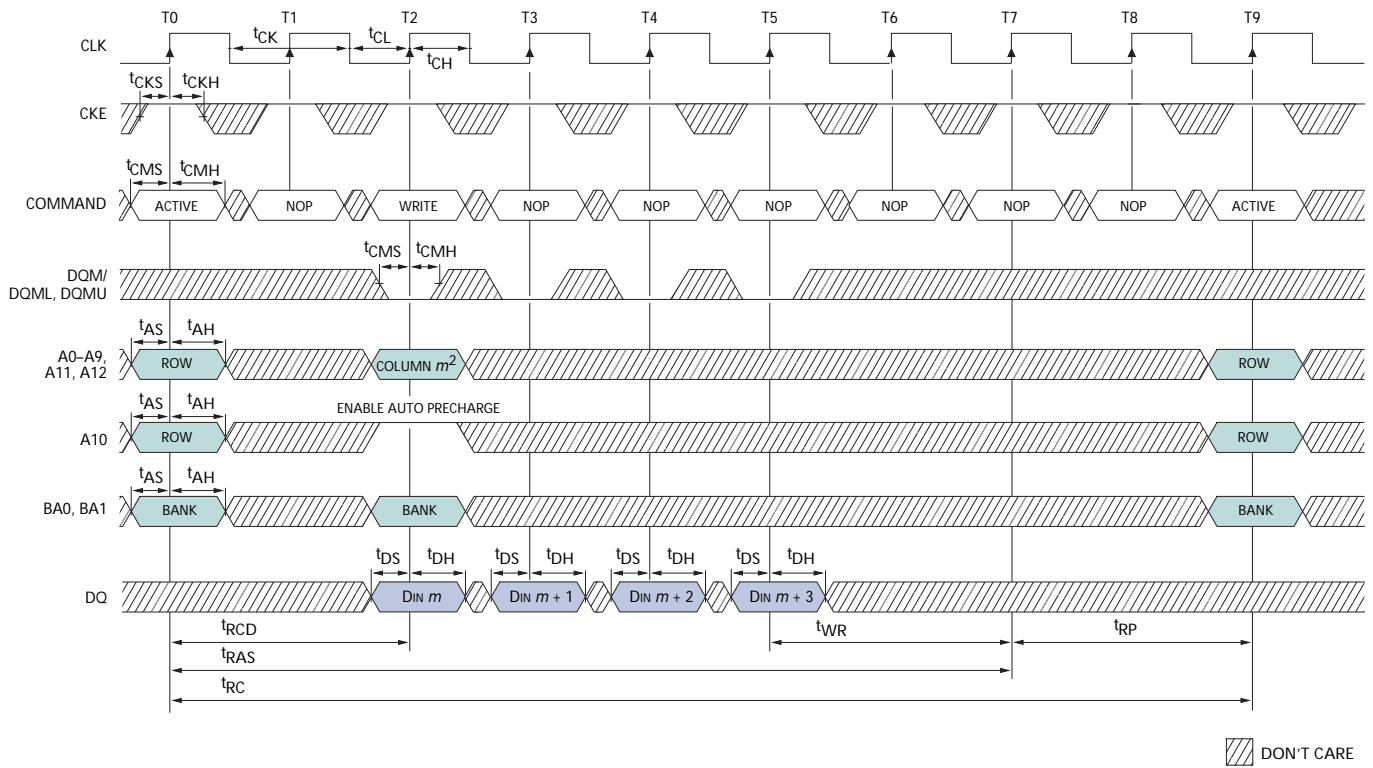 T0 T1 T2 T3 T4 T5 T6 T7 T8 T9
CLK
tCK tCL
tCH
tCKS tCKH
CKE
tCMS tCMH
COMMAND ACTIVE NOP WRITE NOP NOP NOP NOP NOP NOP ACTIVE
tCMS tCMH
DQM/
DQML, DQMU
tAS tAH
A0–A9,
A11, A12
ROW COLUMN m2 ROW
tAS tAH
ENABLE AUTO PRECHARGE
A10 ROW ROW
tAS tAH
BA0, BA1 BANK BANK BANK
tDS tDH tDS tDH tDS tDH tDS tDH
DQ DIN m DIN m + 1 DIN m + 2 DIN m + 3
tRCD tWR tRP
tRAS
tRC
DON'T CARE